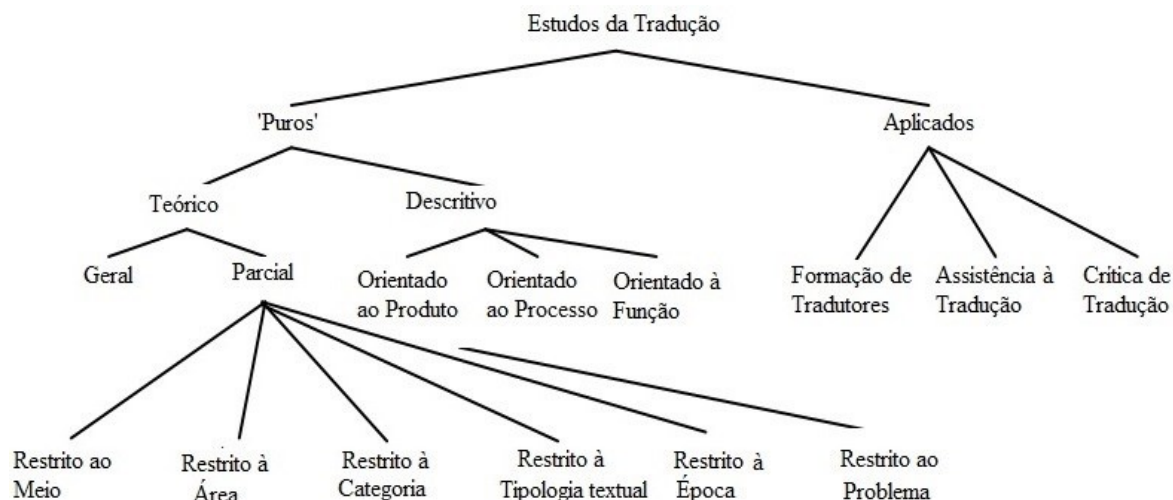 Estudos da Tradução
'Puros'
Aplicados
Teórico
Descritivo
Geral
Parcial
Orientado
ao Produto
Orientado
ao Processo
Orientado à
Função
Formação de
Tradutores
Assistência à
Tradução
Crítica de
Tradução
Restrito ao
Meio
Restrito à
Área
Restrito à
Categoria
Restrito à
Tipologia textual
Restrito à
Época
Restrito ao
Problema